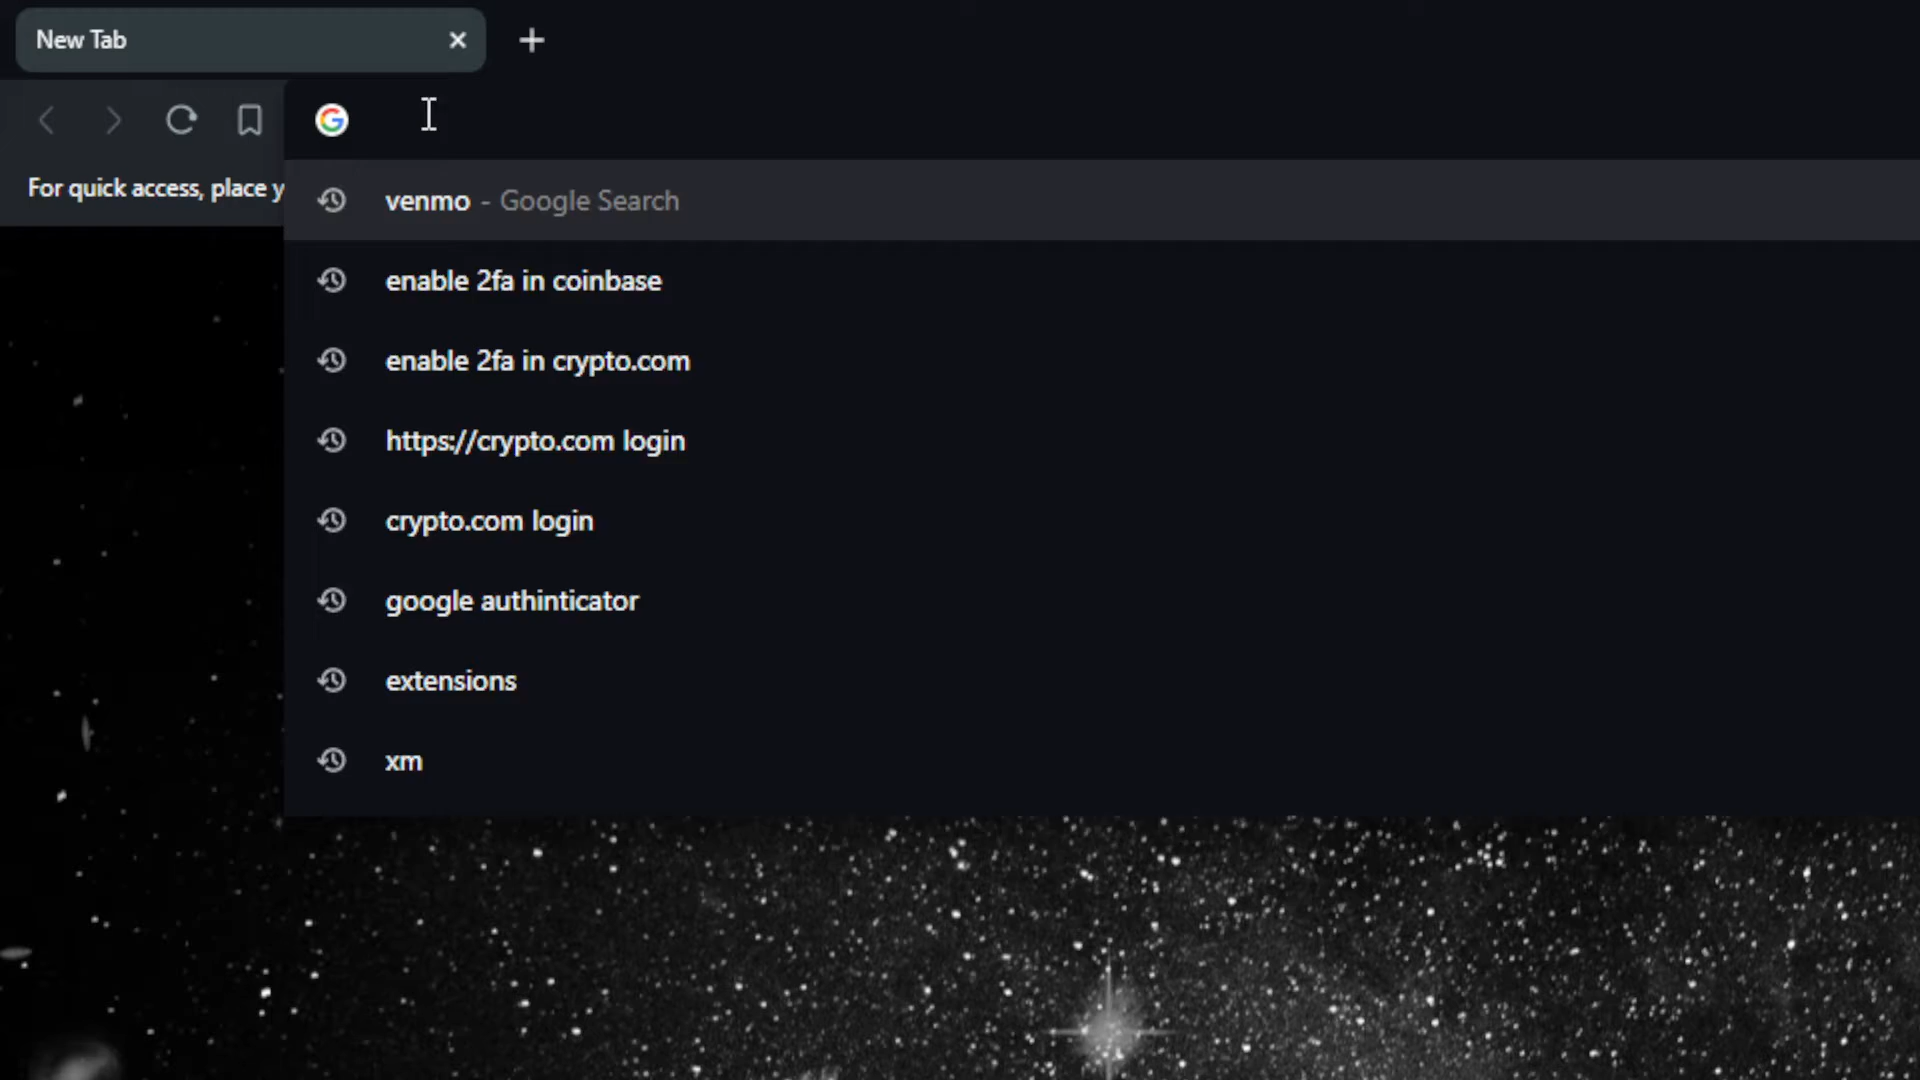 New Tab
For quick access, place y
venmo - Google Search
enable 2fa in coinbase
enable 2fa in crypto.com
https://crypto.com login
crypto.com login
google authinticator
extensions
xm